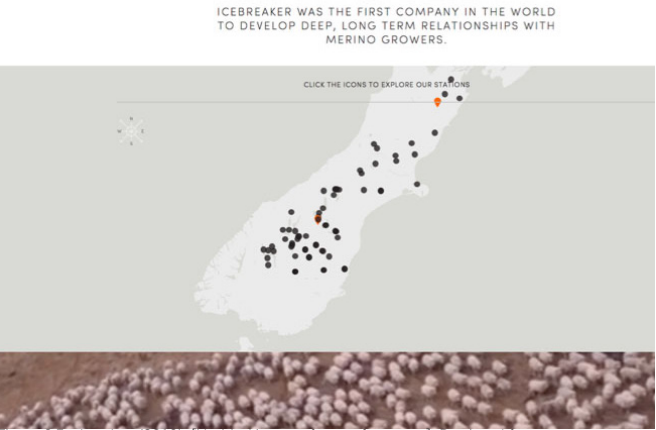 ICEBREAKER WAS THE FIRST COMPANY IN THE WORLD
TO DEVELOP DEEP, LONG TERM RELATIONSHIPS WITH
MERINO GROWERS.
CLICK THE ICONS TO EXPLORE OUR STATIONS
N
W E
S